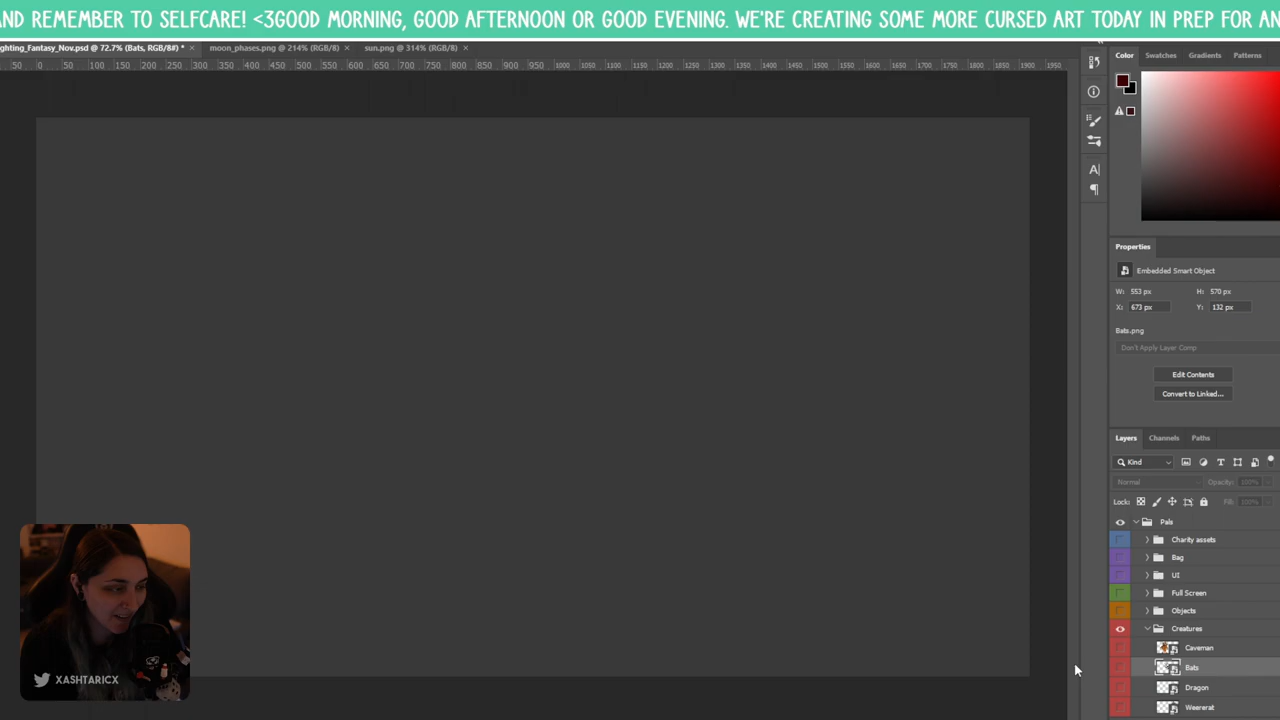 AND REMEMBER TO SELFCARE! <3GOOD MORNING, GOOD AFTERNOON OR GOOD EVENING. WE'RE CREATING SOME MORE CURSED ART TODAY IN PREP FOR AN
ghting_Fantasy_Nov.psd @ 72.7% (Bats, RGB/8#) * × moon_phases.png @ 214% (RGB/8) × sun.png @ 314% (RGB/8) ×
50 0 50 100 150 200 250 300 350 400 450 500 550 600 650 700 750 800 850 900 950 1000 1050 1100 1150 1200 1250 1300 1350 1400 1450 1500 1550 1600 1650 1700 1750 1800 1850 1900 1950
Color Swatches Gradients Patterns
Properties
Embedded Smart Object
W: 553 px H: 570 px
X: 673 px Y: 132 px
Bats.png
Don't Apply Layer Comp
Edit Contents
Convert to Linked...
Layers Channels Paths
Kind
Normal Opacity: 100%
Lock: Fill: 100%
Pals
Charity assets
Bag
UI
Full Screen
Objects
Creatures
Caveman
Bats
Dragon
Wererat
XASHTARICX